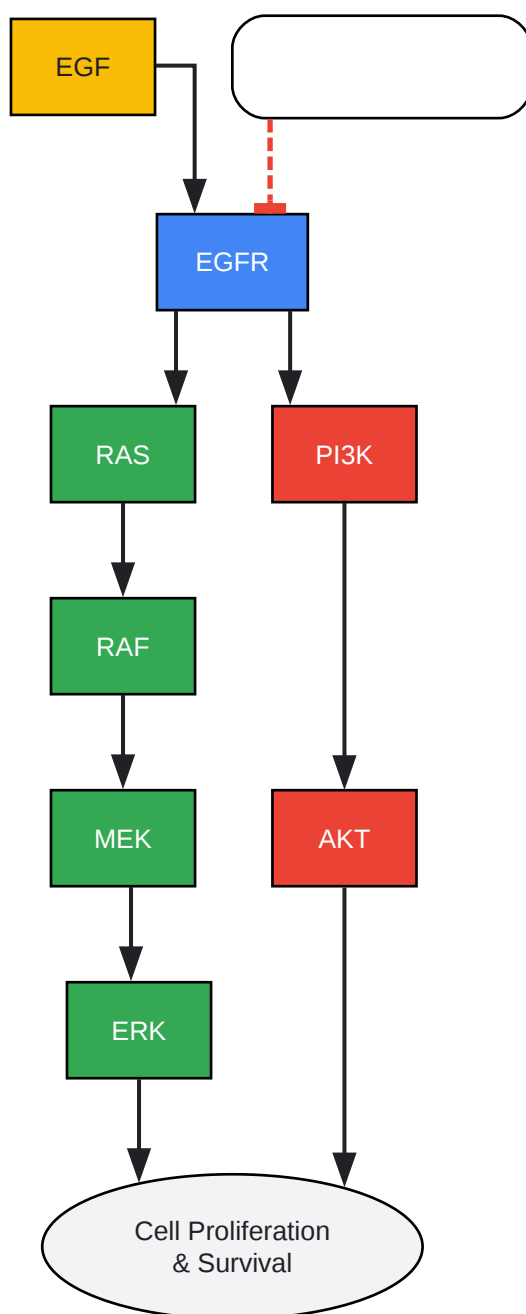 EGF
EGFR
RAS
PI3K
RAF
MEK
AKT
ERK
Cell Proliferation
& Survival